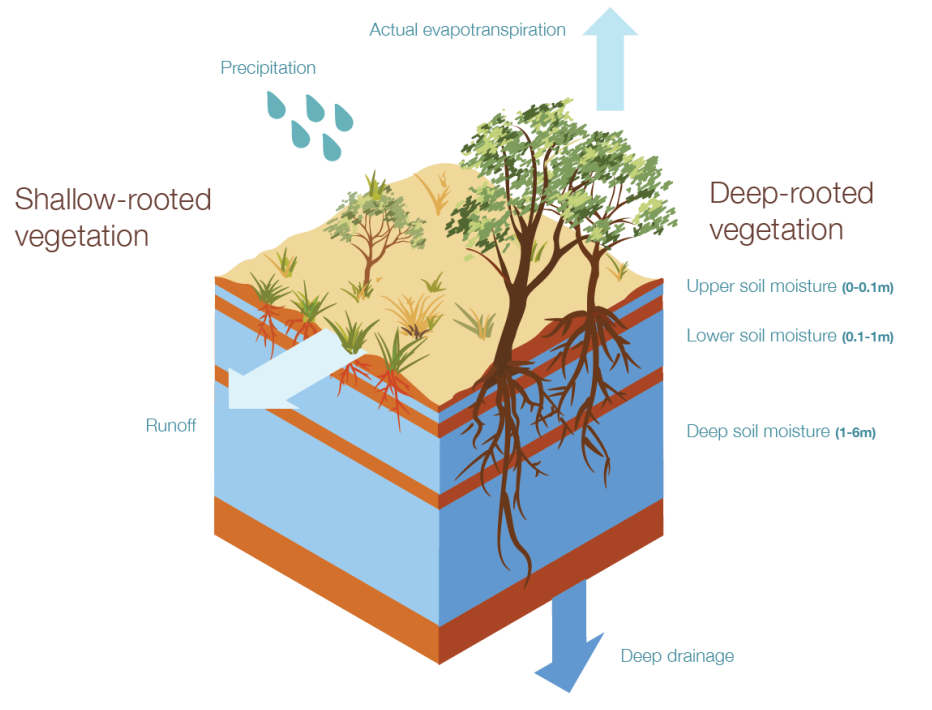 Actual evapotranspiration
Precipitation
Shallow-rooted
vegetation
Deep-rooted
vegetation
Upper soil moisture (0-0.1m)
Lower soil moisture (0.1-1m)
Runoff
Deep soil moisture (1-6m)
Deep drainage